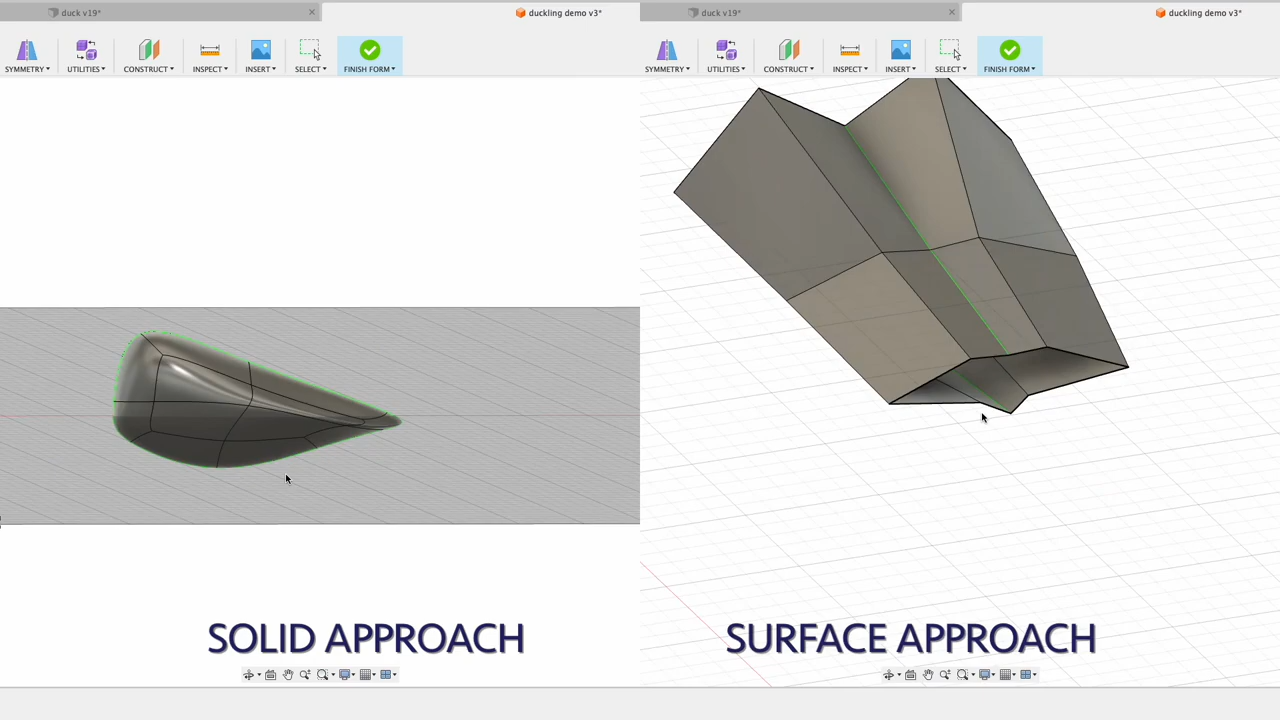 duck v19*
duckling demo v3*
duck v19*
duckling demo v3*
SYMMETRY
UTILITIES
CONSTRUCT
INSPECT
INSERT
SELECT
FINISH FORM
SYMMETRY
UTILITIES
CONSTRUCT
INSPECT
INSERT
SELECT
FINISH FORM
SOLID APPROACH
SURFACE APPROACH